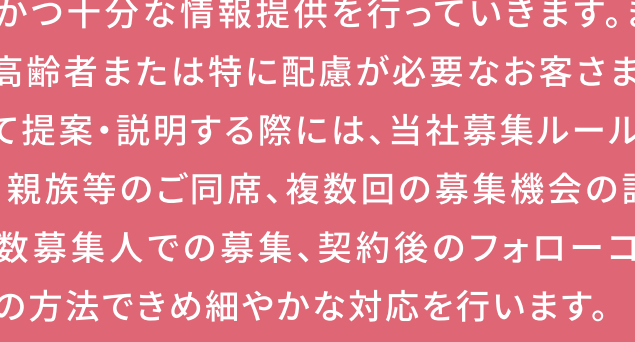 かつ十分な情報提供を行っていきます。
高齢者または特に配慮が必要なお客さま
て提案・説明する際には、当社募集ルール
親族等のご同席、複数回の募集機会の
数募集人での募集、契約後のフォローコ
の方法できめ細やかな対応を行います。